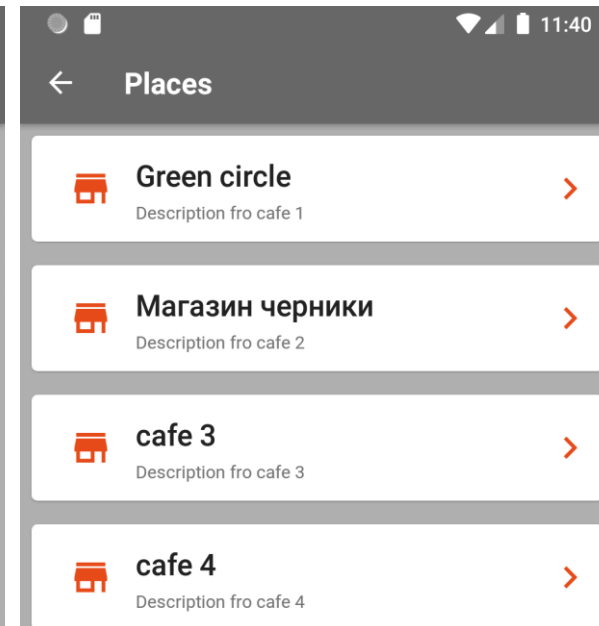 11:40
Places
Green circle
Description fro cafe 1
Магазин черники
Description fro cafe 2
cafe 3
Description fro cafe 3
cafe 4
Description fro cafe 4